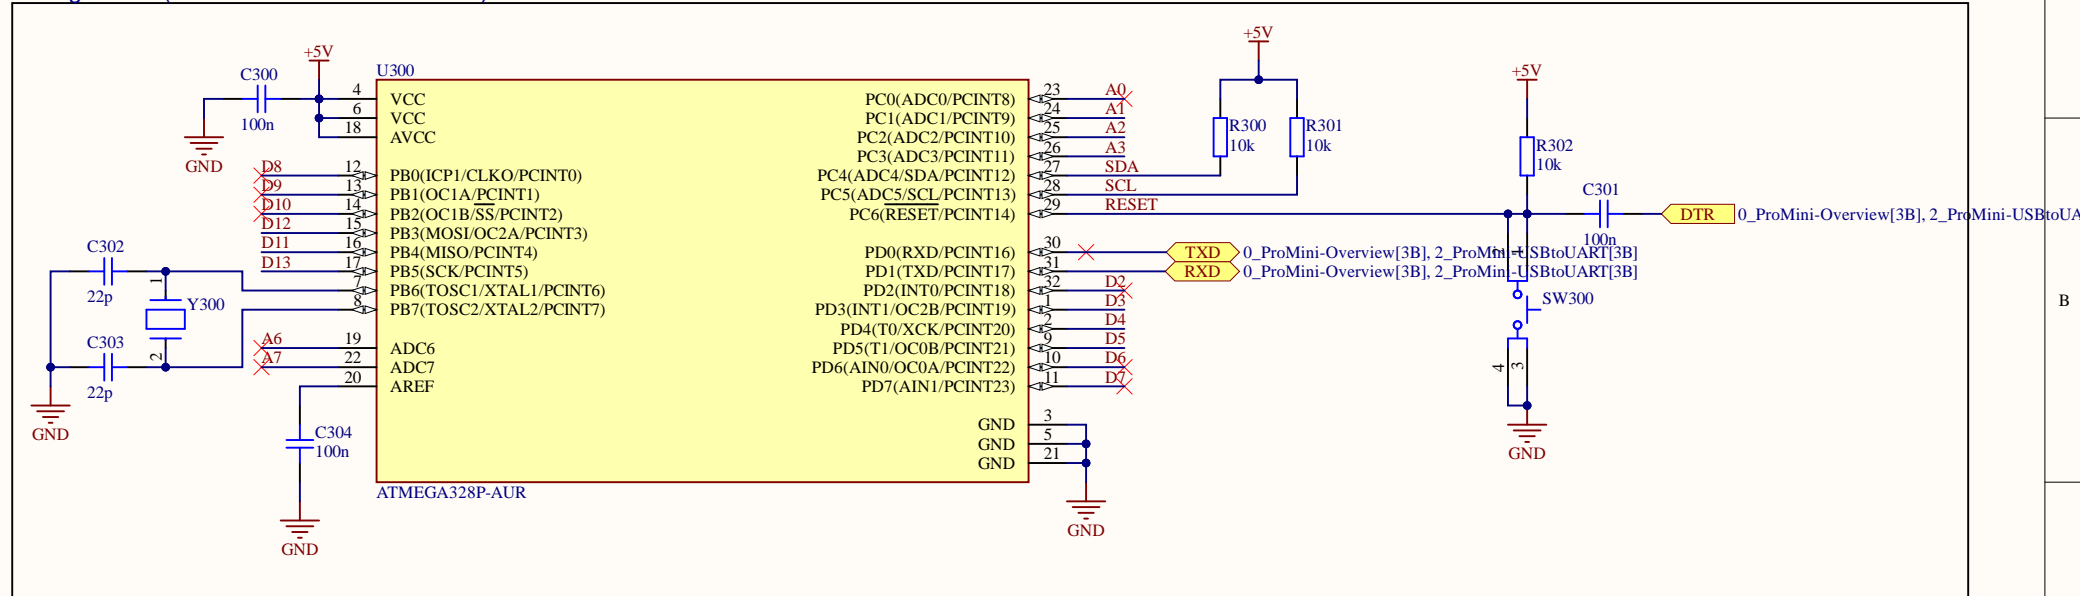 +5V
C300
100n
GND
U300
4
VCC
6
VCC
18
AVCC
D8
12
PB0(ICP1/CLKO/PCINT0)
D9
13
PB1(OC1A/PCINT1)
D10
14
PB2(OC1B/SS/PCINT2)
D12
15
PB3(MOSI/OC2A/PCINT3)
D11
16
PB4(MISO/PCINT4)
D13
17
PB5(SCK/PCINT5)
7
PB6(TOSC1/XTAL1/PCINT6)
8
PB7(TOSC2/XTAL2/PCINT7)
A6
19
ADC6
A7
22
ADC7
20
AREF
C302
22p
1
Y300
2
C303
22p
GND
C304
100n
GND
ATMEGA328P-AUR
PC0(ADC0/PCINT8)
23
A0
PC1(ADC1/PCINT9)
24
A1
PC2(ADC2/PCINT10)
25
A2
PC3(ADC3/PCINT11)
26
A3
PC4(ADC4/SDA/PCINT12)
27
SDA
PC5(ADC5/SCL/PCINT13)
28
SCL
PC6(RESET/PCINT14)
29
RESET
PD0(RXD/PCINT16)
30
TXD
0_ProMini-Overview[3B], 2_ProMini-USBtoUART[3B]
PD1(TXD/PCINT17)
31
RXD
0_ProMini-Overview[3B], 2_ProMini-USBtoUART[3B]
PD2(INT0/PCINT18)
32
D2
PD3(INT1/OC2B/PCINT19)
1
D3
PD4(T0/XCK/PCINT20)
2
D4
PD5(T1/OC0B/PCINT21)
9
D5
PD6(AIN0/OC0A/PCINT22)
10
D6
PD7(AIN1/PCINT23)
11
D7
GND
3
GND
5
GND
21
GND
+5V
R300
10k
R301
10k
+5V
R302
10k
C301
100n
DTR
0_ProMini-Overview[3B], 2_ProMini-USBtoUA
1
SW300
4
3
GND
B